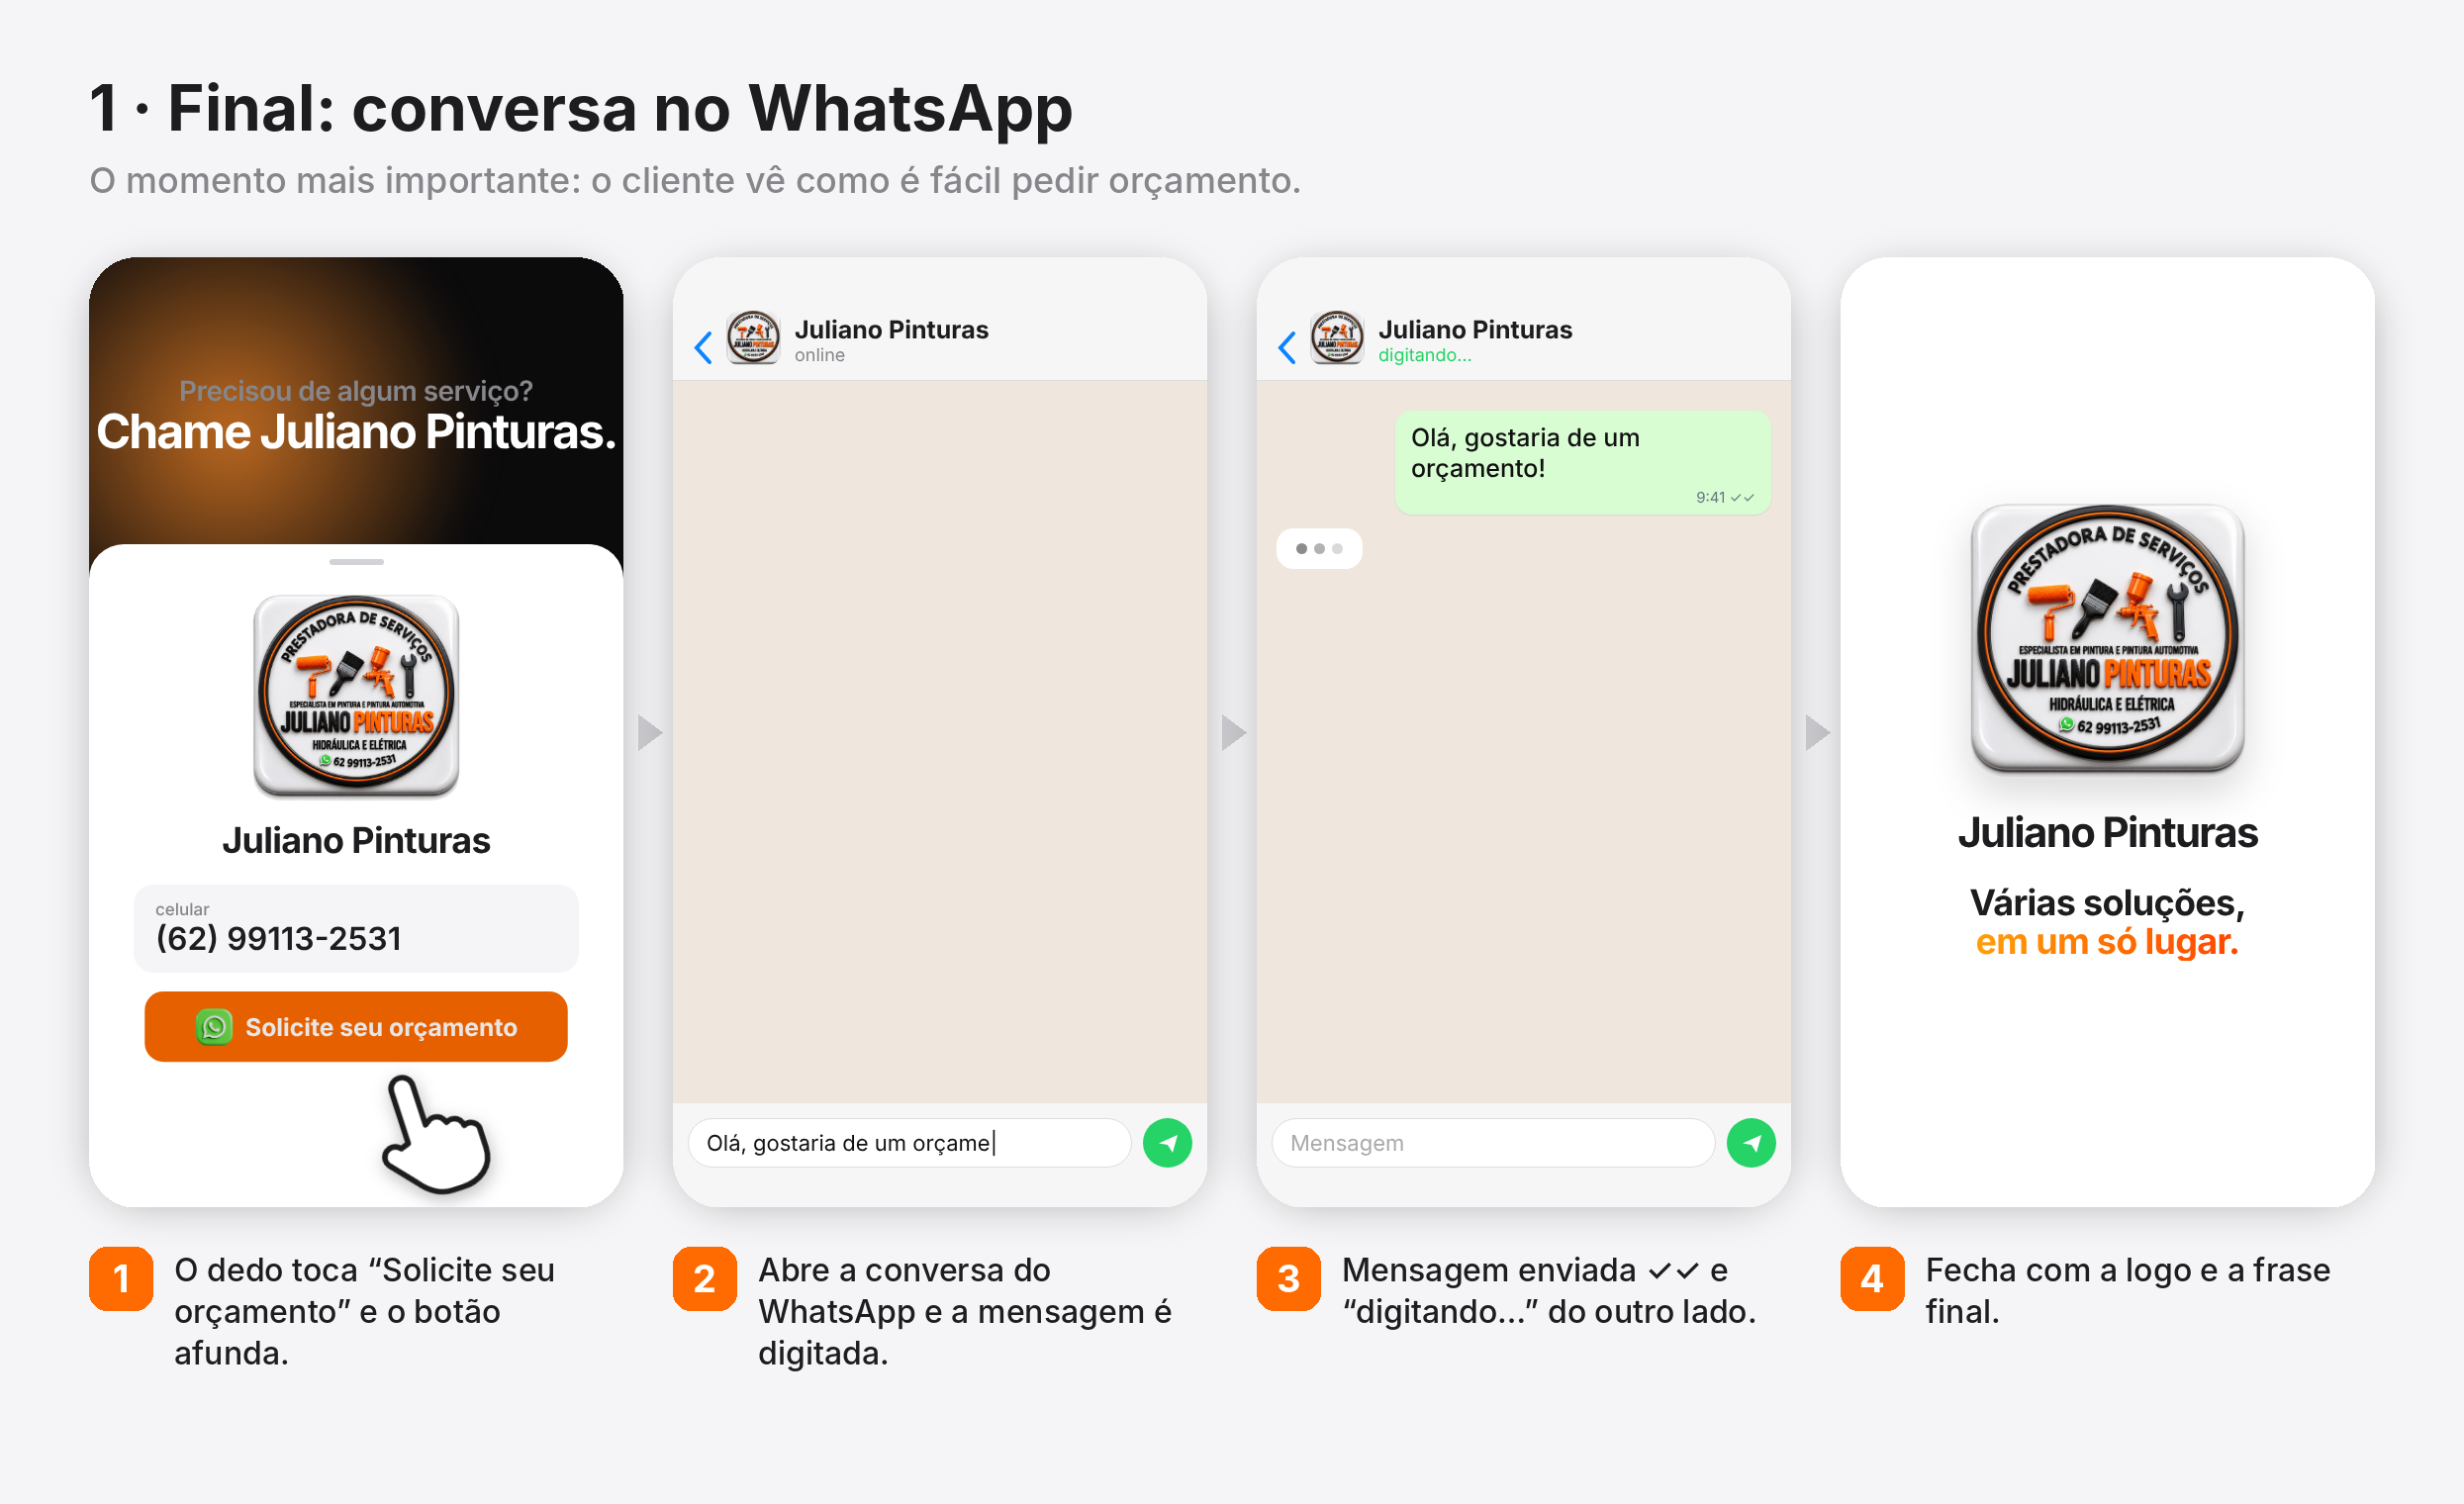 1 · Final: conversa no WhatsApp
O momento mais importante: o cliente vê como é fácil pedir orçamento.
Precisou de algum serviço?
Chame Juliano Pinturas.
PRESTADORA DE SERVIÇOS
ESPECIALISTA EM PINTURA E PINTURA AUTOMOTIVA
JULIANO PINTURAS
HIDRÁULICA E ELÉTRICA
62 99113-2531
Juliano Pinturas
celular
(62) 99113-2531
Solicite seu orçamento
1
O dedo toca “Solicite seu
orçamento” e o botão
afunda.
Juliano Pinturas
online
Olá, gostaria de um orçame
2
Abre a conversa do
WhatsApp e a mensagem é
digitada.
Juliano Pinturas
digitando...
Olá, gostaria de um
orçamento!
9:41 ✓✓
Mensagem
3
Mensagem enviada ✓✓ e
“digitando...” do outro lado.
PRESTADORA DE SERVIÇOS
ESPECIALISTA EM PINTURA E PINTURA AUTOMOTIVA
JULIANO PINTURAS
HIDRÁULICA E ELÉTRICA
62 99113-2531
Juliano Pinturas
Várias soluções,
em um só lugar.
4
Fecha com a logo e a frase
final.